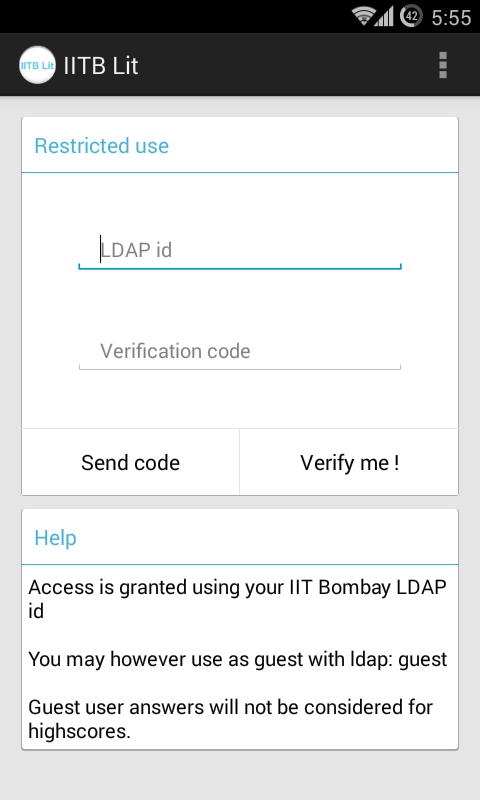 42 5:55
IITB Lit IITB Lit
Restricted use
LDAP id
Verification code
Send code Verify me !
Help
Access is granted using your IIT Bombay LDAP
id
You may however use as guest with ldap: guest
Guest user answers will not be considered for
highscores.